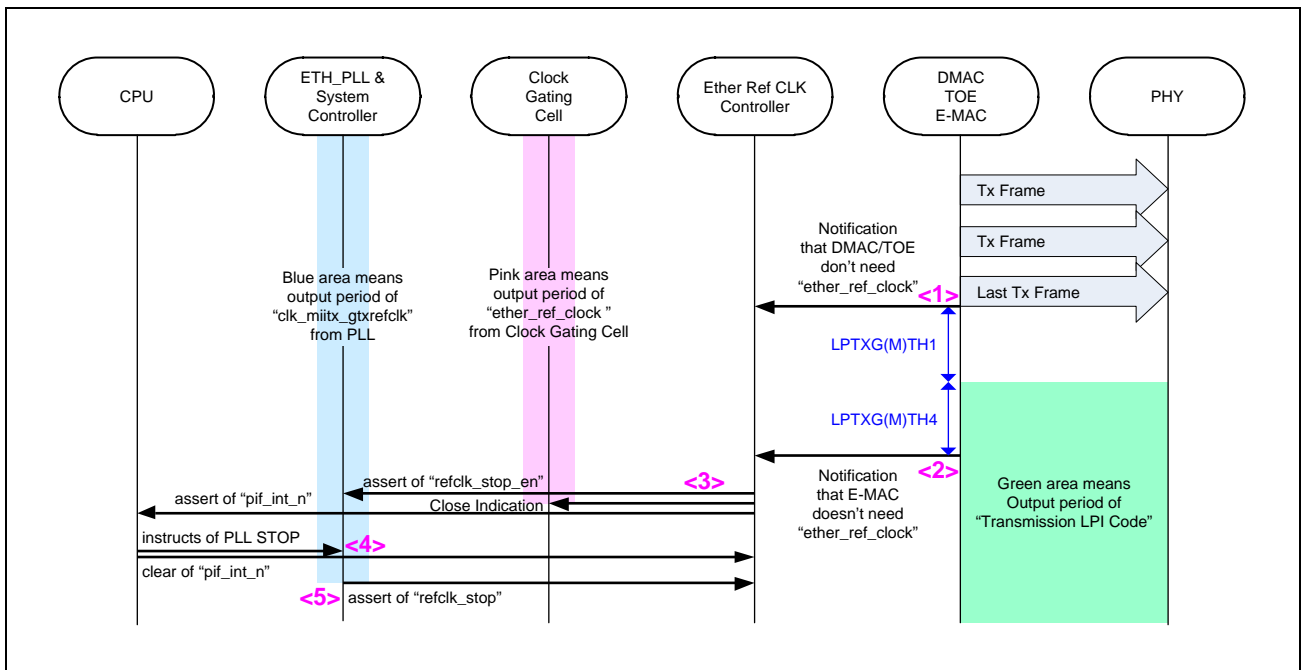 CPU
ETH_PLL &
System
Controller
Clock
Gating
Cell
Ether Ref CLK
Controller
DMAC
TOE
E-MAC
PHY
Tx Frame
Tx Frame
Last Tx Frame
Notification
that DMAC/TOE
don't need
“ether_ref_clock”
<1>
Blue area means
output period of
“clk_miitx_gtxrefclk”
from PLL
Pink area means
output period of
“ether_ref_clock ”
from Clock Gating Cell
LPTXG(M)TH1
LPTXG(M)TH4
<2>
Notification
that E-MAC
doesn't need
“ether_ref_clock”
Green area means
Output period of
“Transmission LPI Code”
assert of “refclk_stop_en”
<3>
assert of “pif_int_n”
Close Indication
instructs of PLL STOP
<4>
clear of “pif_int_n”
<5>
assert of “refclk_stop”